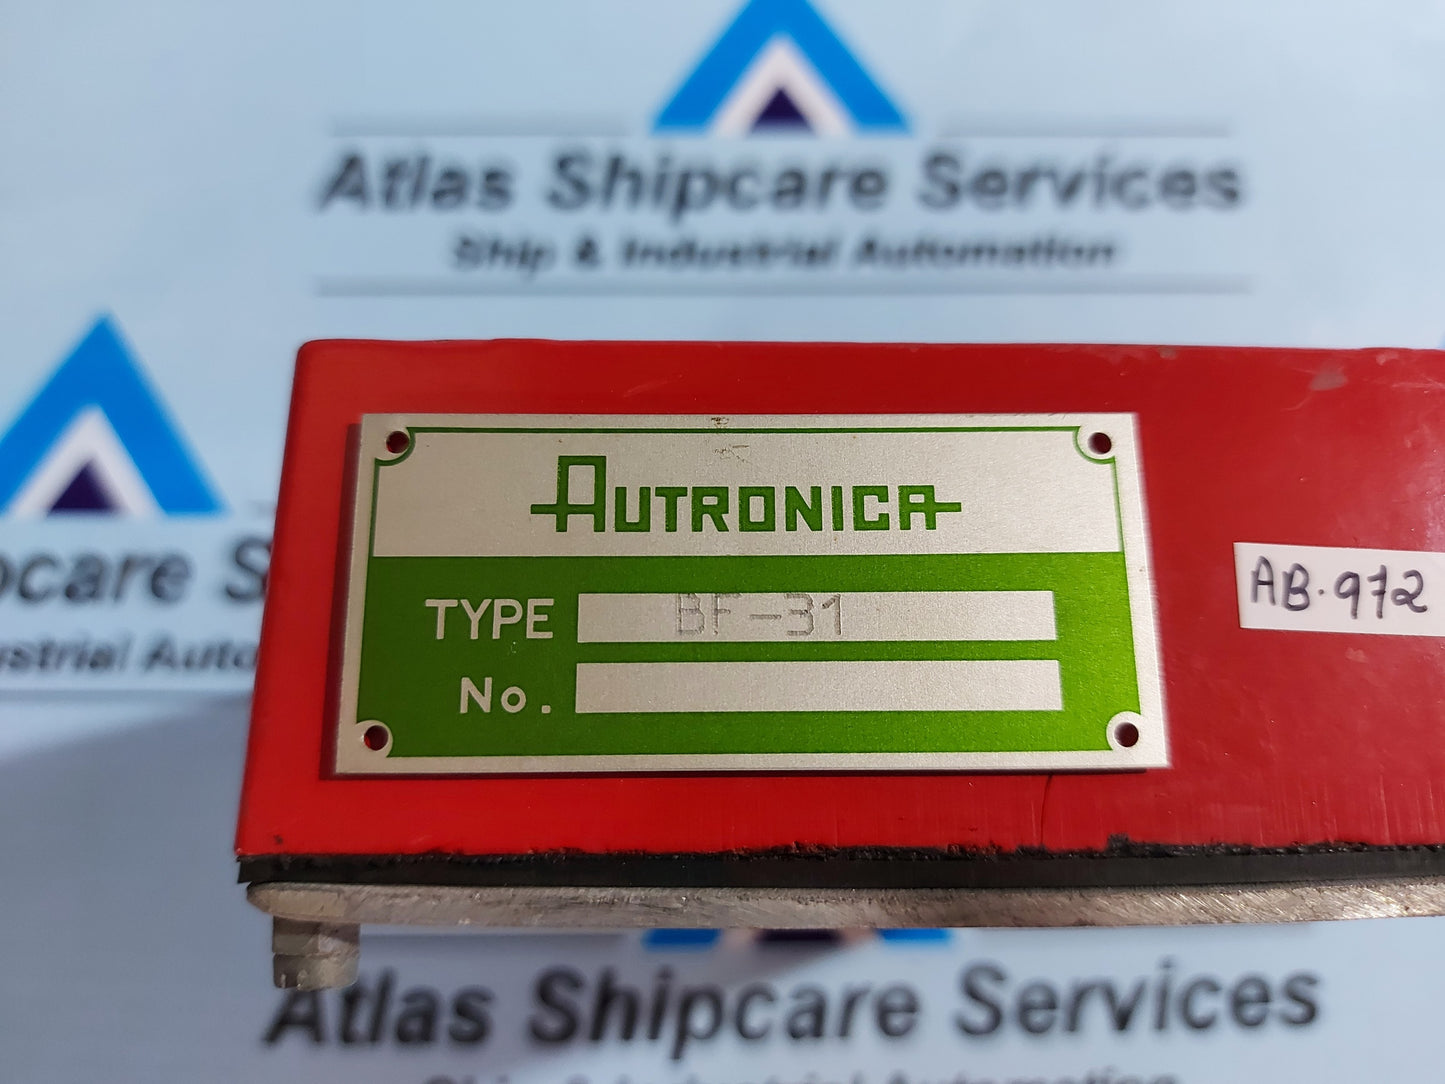 Atlas Shipcare Services
Ship & Industrial Automation
AUTRONICA
TYPE BF-31
No.
AB.972
Atlas Shipcare Services